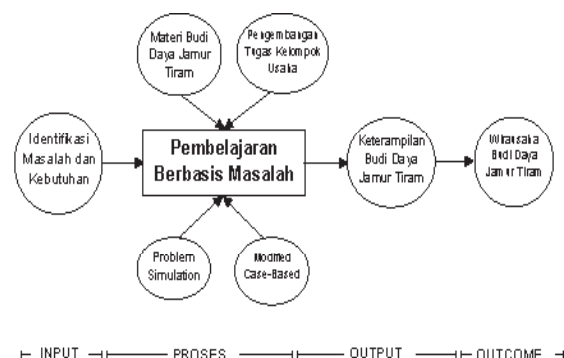 Materi Budi
Daya Jamur
Tiram
Pengembangan
Tugas Kelompok
Usaha
Identifikasi
Masalah dan
Kebutuhan
Pembelajaran
Berbasis Masalah
Keterampilan
Budi Daya
Jamur Tiram
Wirausaha
Budi Daya
Jamur Tiram
Problem
Simulation
Modified
Case-Based
INPUT
PROSES
OUTPUT
OUTCOME